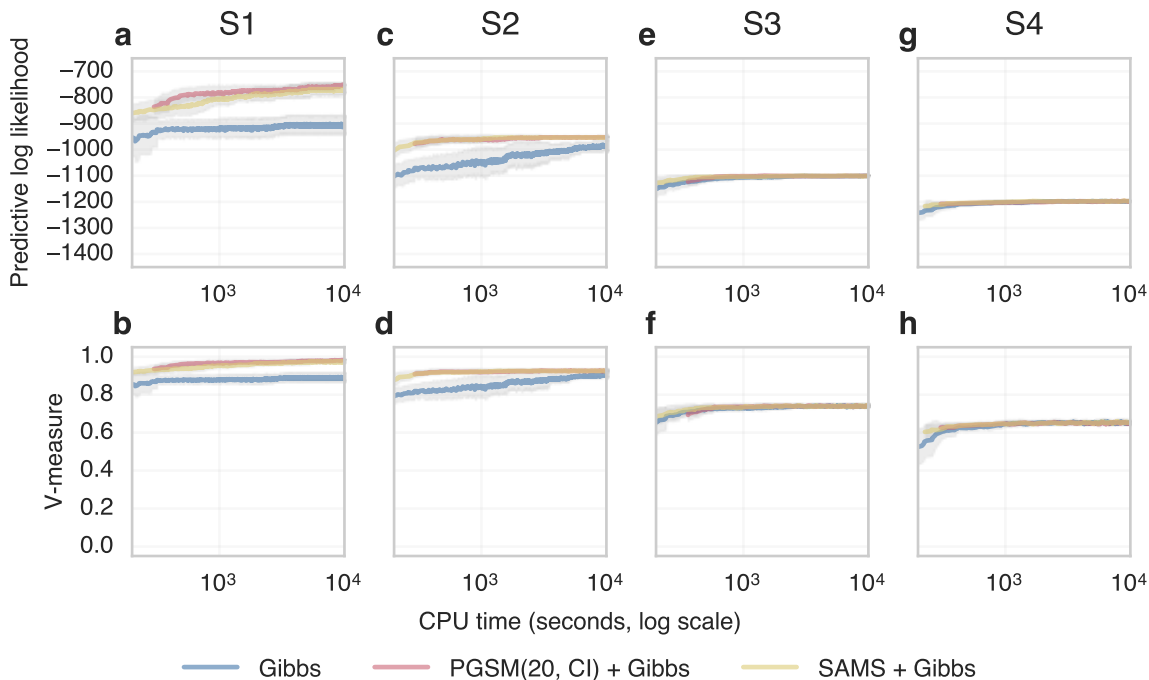 S1 S2 S3 S4
a c e g
Predictive log likelihood
−700
−800
−900
−1000
−1100
−1200
−1300
−1400
10³ 10⁴ 10³ 10⁴ 10³ 10⁴ 10³ 10⁴
b d f h
V-measure
1.0
0.8
0.6
0.4
0.2
0.0
10³ 10⁴ 10³ 10⁴ 10³ 10⁴ 10³ 10⁴
CPU time (seconds, log scale)
Gibbs PGSM(20, CI) + Gibbs SAMS + Gibbs